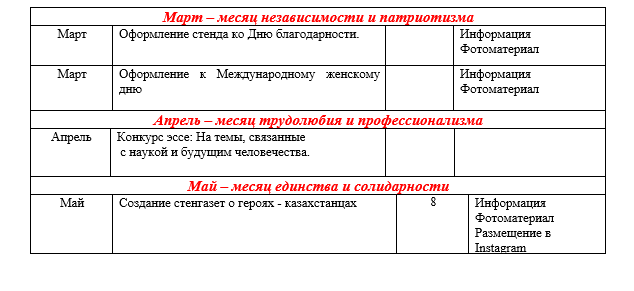 Март – месяц независимости и патриотизма
Март Оформление стенда ко Дню благодарности. Информация
Фотоматериал
Март Оформление к Международному женскому Информация
дню Фотоматериал
Апрель – месяц трудолюбия и профессионализма
Апрель Конкурс эссе: На темы, связанные
с наукой и будущим человечества.
Май – месяц единства и солидарности
Май Создание стенгазет о героях - казахстанцах 8 Информация
Фотоматериал
Размещение в
Instagram